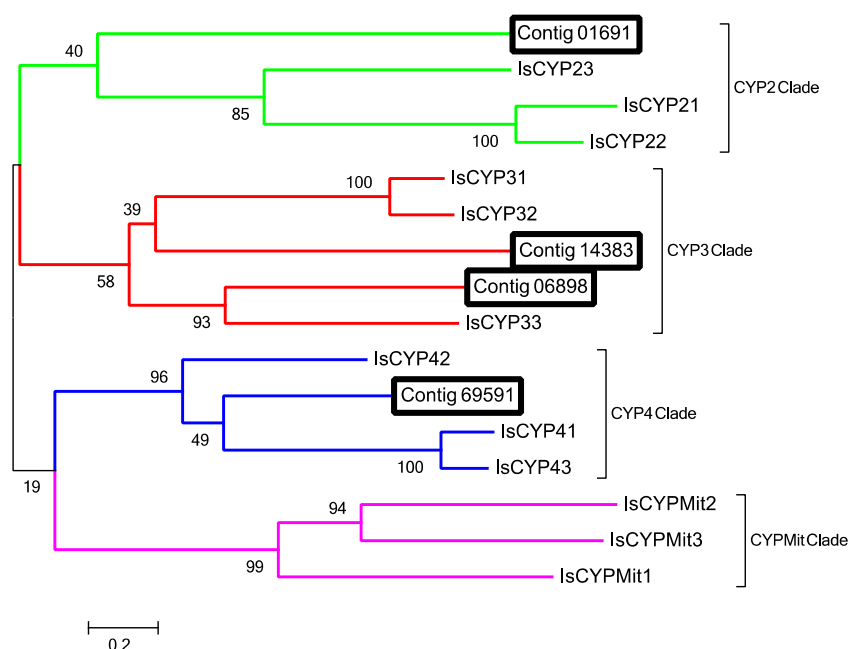 Contig 01691
40
IsCYP23
CYP2 Clade
IsCYP21
85
100
IsCYP22
100
IsCYP31
39
IsCYP32
Contig 14383
CYP3 Clade
58
Contig 06898
93
IsCYP33
IsCYP42
96
Contig 69591
CYP4 Clade
49
IsCYP41
100
IsCYP43
19
94
IsCYPMit2
IsCYPMit3
CYPMit Clade
99
IsCYPMit1
0.2